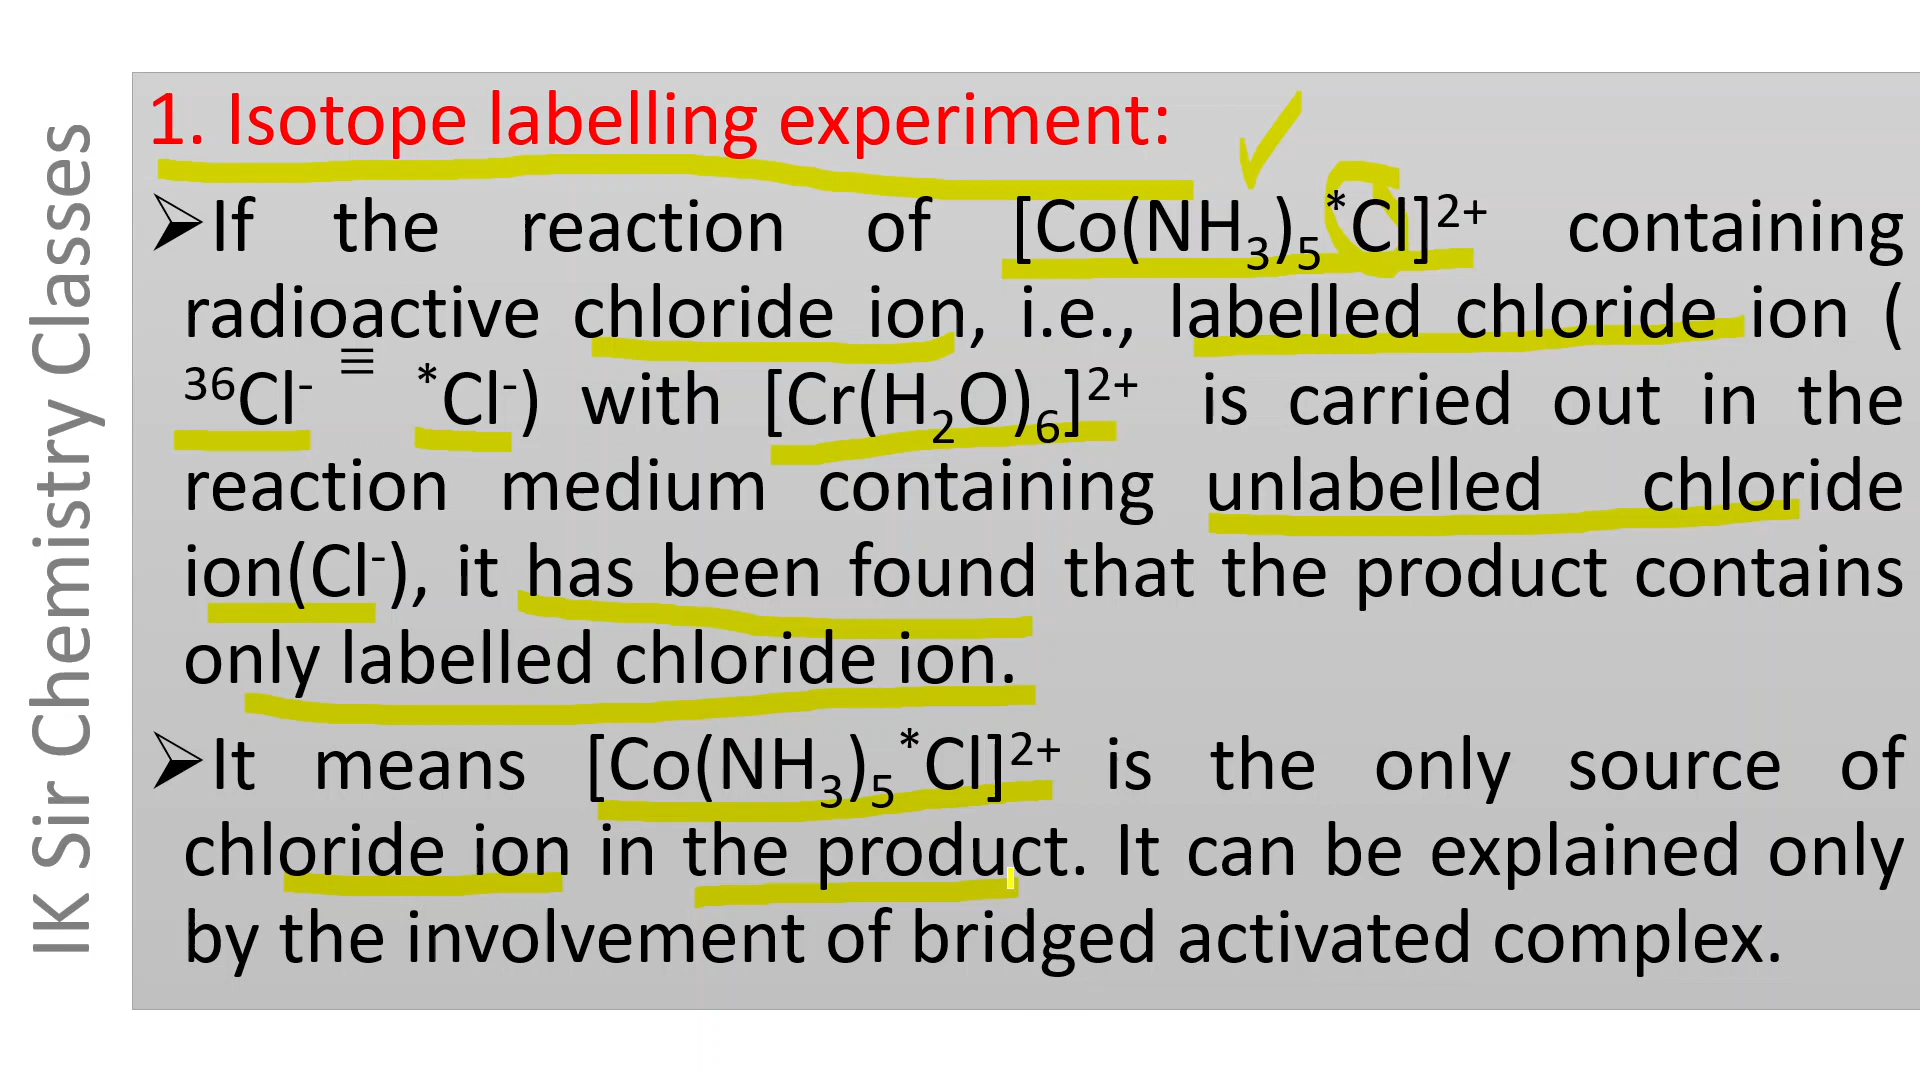 IK Sir Chemistry Classes
1. Isotope labelling experiment:
➢If the reaction of [Co(NH₃)₅*Cl]²⁺ containing
radioactive chloride ion, i.e., labelled chloride ion (
³⁶Cl⁻ ≡ *Cl⁻) with [Cr(H₂O)₆]²⁺ is carried out in the
reaction medium containing unlabelled chloride
ion(Cl⁻), it has been found that the product contains
only labelled chloride ion.
➢It means [Co(NH₃)₅*Cl]²⁺ is the only source of
chloride ion in the product. It can be explained only
by the involvement of bridged activated complex.